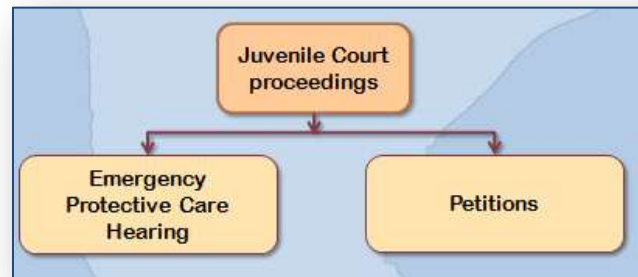 Juvenile Court
proceedings
Emergency
Protective Care
Hearing
Petitions